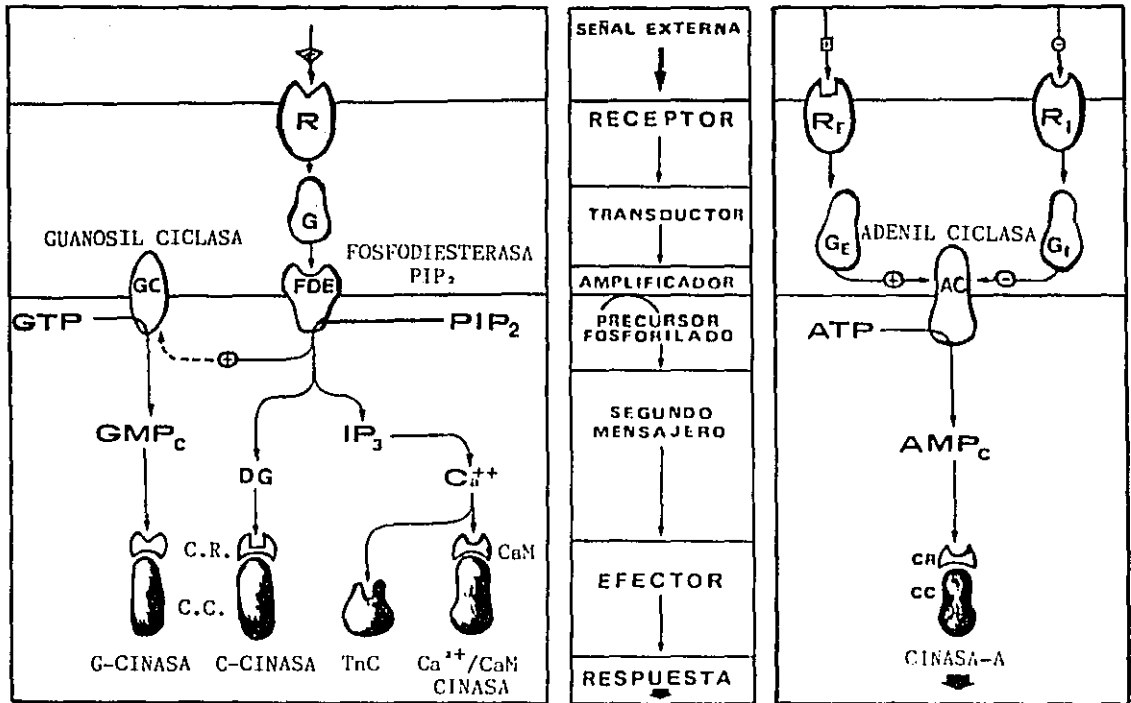 R
G
GUANOSIL CICLASA
FOSFODIESTERASA
PIP₂
GC
FDE
GTP
PIP₂
+
GMPc
IP₃
DG
Ca++
C.R.
CaM
C.C.
G-CINASA
C-CINASA
TnC
Ca²⁺/CaM
CINASA
SEÑAL EXTERNA
RECEPTOR
TRANSDUCTOR
AMPLIFICADOR
PRECURSOR
FOSFORILADO
SEGUNDO
MENSAJERO
EFECTOR
RESPUESTA
Rr
R₁
GE
ADENIL CICLASA
G₁
+
AC
−
ATP
AMPc
CR
CC
CINASA-A